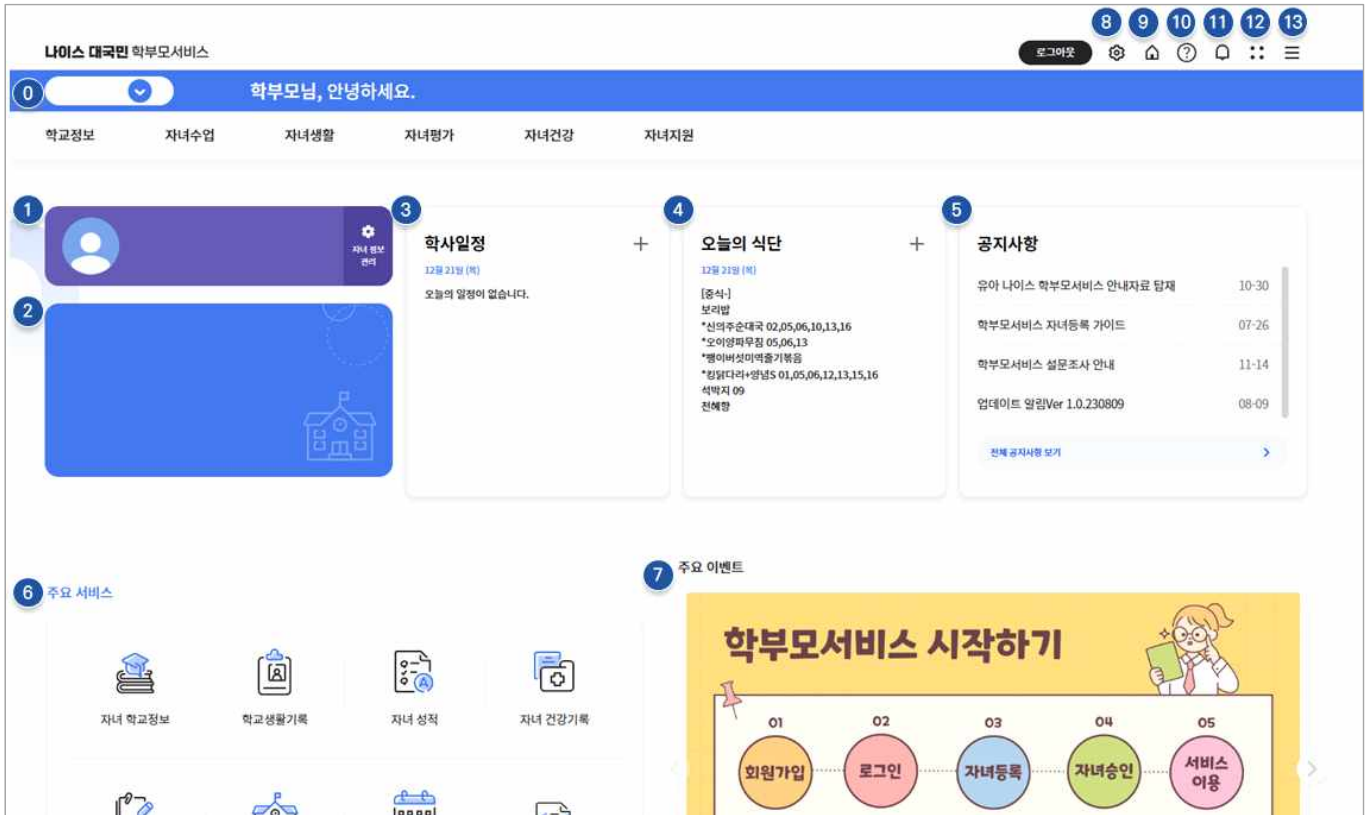 8 9 10 11 12 13
나이스 대국민 학부모서비스
로그아웃
0
학부모님, 안녕하세요.
학교정보 자녀수업 자녀생활 자녀평가 자녀건강 자녀지원
1
자녀 정보
관리
2
3
학사일정
12월 21일 (목)
오늘의 일정이 없습니다.
4
오늘의 식단
12월 21일 (목)
[중식-]
보리밥
*신의주순대국 02,05,06,10,13,16
*오이양파무침 05,06,13
*팽이버섯미역줄기볶음
*킹닭다리+양념S 01,05,06,12,13,15,16
석박지 09
천혜향
5
공지사항
유아 나이스 학부모서비스 안내자료 탑재 10-30
학부모서비스 자녀등록 가이드 07-26
학부모서비스 설문조사 안내 11-14
업데이트 알림Ver 1.0.230809 08-09
전체 공지사항 보기
6 주요 서비스
자녀 학교정보 학교생활기록 자녀 성적 자녀 건강기록
7 주요 이벤트
학부모서비스 시작하기
01 02 03 04 05
회원가입 로그인 자녀등록 자녀승인 서비스
이용